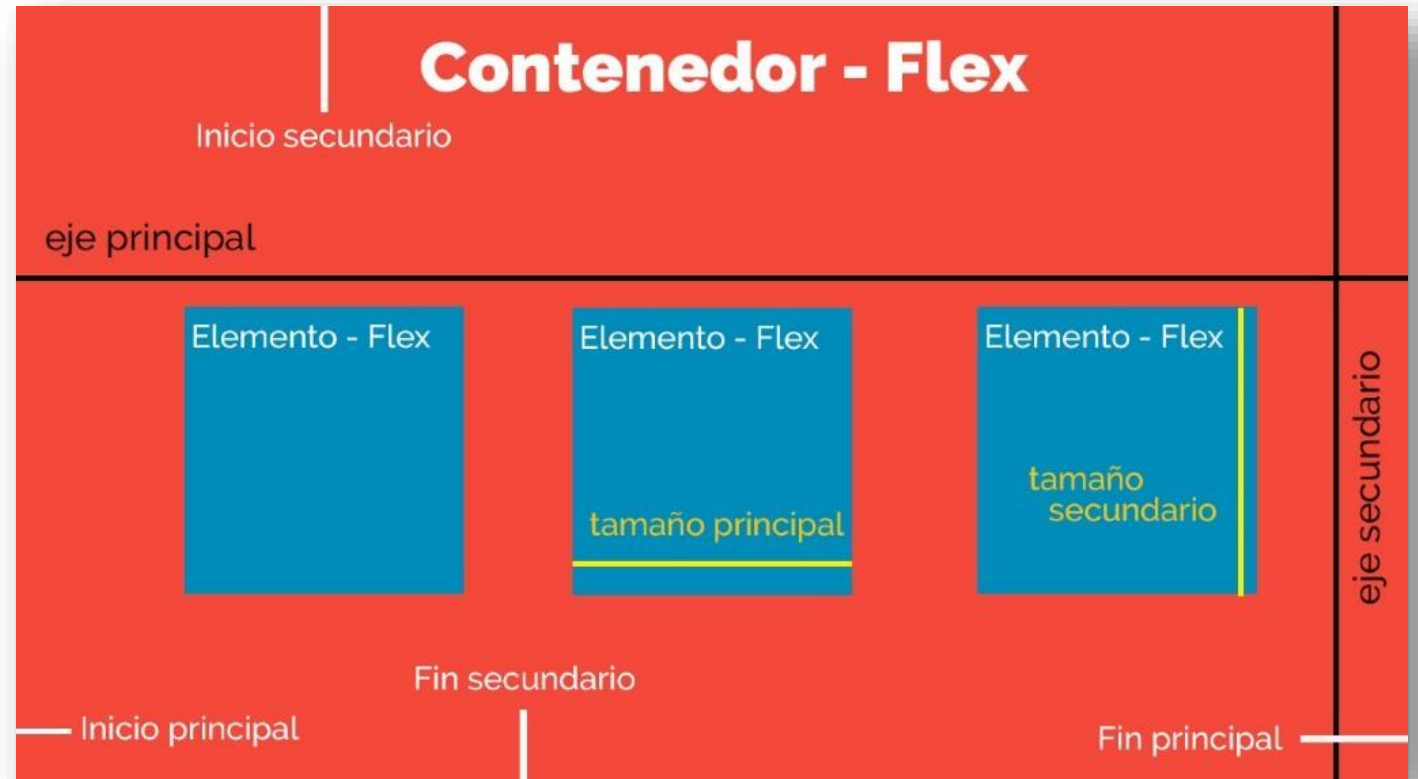 Contenedor - Flex
Inicio secundario
eje principal
Elemento - Flex
Elemento - Flex
Elemento - Flex
tamaño principal
tamaño
secundario
eje secundario
Fin secundario
Inicio principal
Fin principal